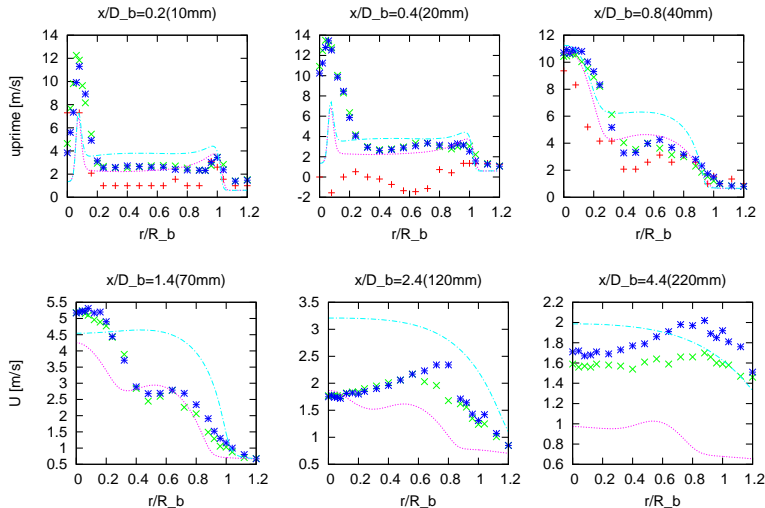 x/D_b=0.2(10mm)
x/D_b=0.4(20mm)
x/D_b=0.8(40mm)
uprime [m/s]
14
12
10
8
6
4
2
0
0 0.2 0.4 0.6 0.8 1.0 1.2
r/R_b
14
12
10
8
6
4
2
0
-2
0 0.2 0.4 0.6 0.8 1.0 1.2
r/R_b
12
10
8
6
4
2
0
0 0.2 0.4 0.6 0.8 1.0 1.2
r/R_b
x/D_b=1.4(70mm)
x/D_b=2.4(120mm)
x/D_b=4.4(220mm)
U [m/s]
5.5
5
4.5
4
3.5
3
2.5
2
1.5
1
0.5
0 0.2 0.4 0.6 0.8 1.0 1.2
r/R_b
3.5
3
2.5
2
1.5
1
0.5
0 0.2 0.4 0.6 0.8 1.0 1.2
r/R_b
2.2
2
1.8
1.6
1.4
1.2
1
0.8
0.6
0 0.2 0.4 0.6 0.8 1.0 1.2
r/R_b